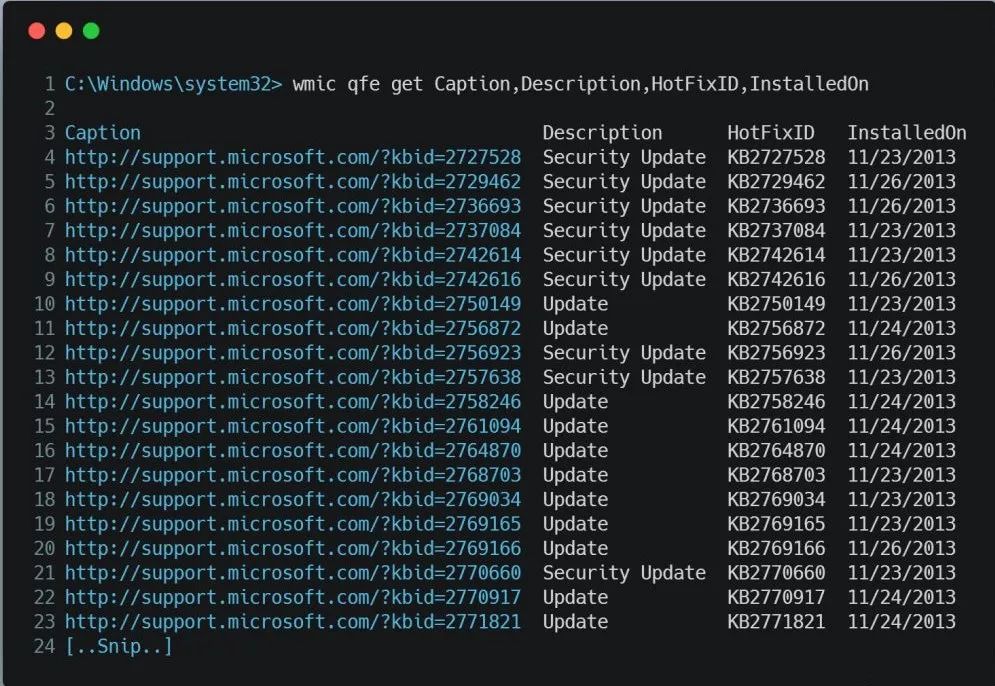 1 C:\Windows\system32> wmic qfe get Caption,Description,HotFixID,InstalledOn
2
3 Caption Description HotFixID InstalledOn
4 http://support.microsoft.com/?kbid=2727528 Security Update KB2727528 11/23/2013
5 http://support.microsoft.com/?kbid=2729462 Security Update KB2729462 11/26/2013
6 http://support.microsoft.com/?kbid=2736693 Security Update KB2736693 11/26/2013
7 http://support.microsoft.com/?kbid=2737084 Security Update KB2737084 11/23/2013
8 http://support.microsoft.com/?kbid=2742614 Security Update KB2742614 11/23/2013
9 http://support.microsoft.com/?kbid=2742616 Security Update KB2742616 11/26/2013
10 http://support.microsoft.com/?kbid=2750149 Update KB2750149 11/23/2013
11 http://support.microsoft.com/?kbid=2756872 Update KB2756872 11/24/2013
12 http://support.microsoft.com/?kbid=2756923 Security Update KB2756923 11/26/2013
13 http://support.microsoft.com/?kbid=2757638 Security Update KB2757638 11/23/2013
14 http://support.microsoft.com/?kbid=2758246 Update KB2758246 11/24/2013
15 http://support.microsoft.com/?kbid=2761094 Update KB2761094 11/24/2013
16 http://support.microsoft.com/?kbid=2764870 Update KB2764870 11/24/2013
17 http://support.microsoft.com/?kbid=2768703 Update KB2768703 11/23/2013
18 http://support.microsoft.com/?kbid=2769034 Update KB2769034 11/23/2013
19 http://support.microsoft.com/?kbid=2769165 Update KB2769165 11/23/2013
20 http://support.microsoft.com/?kbid=2769166 Update KB2769166 11/26/2013
21 http://support.microsoft.com/?kbid=2770660 Security Update KB2770660 11/23/2013
22 http://support.microsoft.com/?kbid=2770917 Update KB2770917 11/24/2013
23 http://support.microsoft.com/?kbid=2771821 Update KB2771821 11/24/2013
24 [..Snip..]